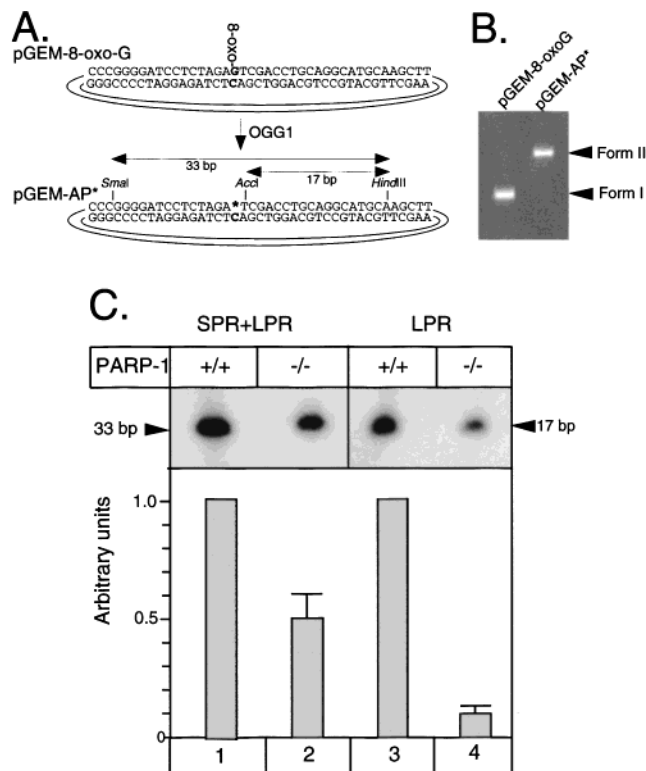 A.
8-oxo-
pGEM-8-oxo-G
CCCGGGGATCCTCTAGAGTCGACCTGCAGGCATGCAAGCTT
GGGCCCCTAGGAGATCTCAGCTGGACGTCCGTACGTTCGAA
OGG1
33 bp
17 bp
pGEM-AP*
SmaI
AccI
HindIII
CCCGGGGATCCTCTAGA*TCGACCTGCAGGCATGCAAGCTT
GGGCCCCTAGGAGATCTCAGCTGGACGTCCGTACGTTCGAA
B.
pGEM-8-oxoG
pGEM-AP*
Form II
Form I
C.
SPR+LPR LPR
PARP-1 +/+ -/- +/+ -/-
33 bp
17 bp
Arbitrary units
1.0
0.5
0
1 2 3 4